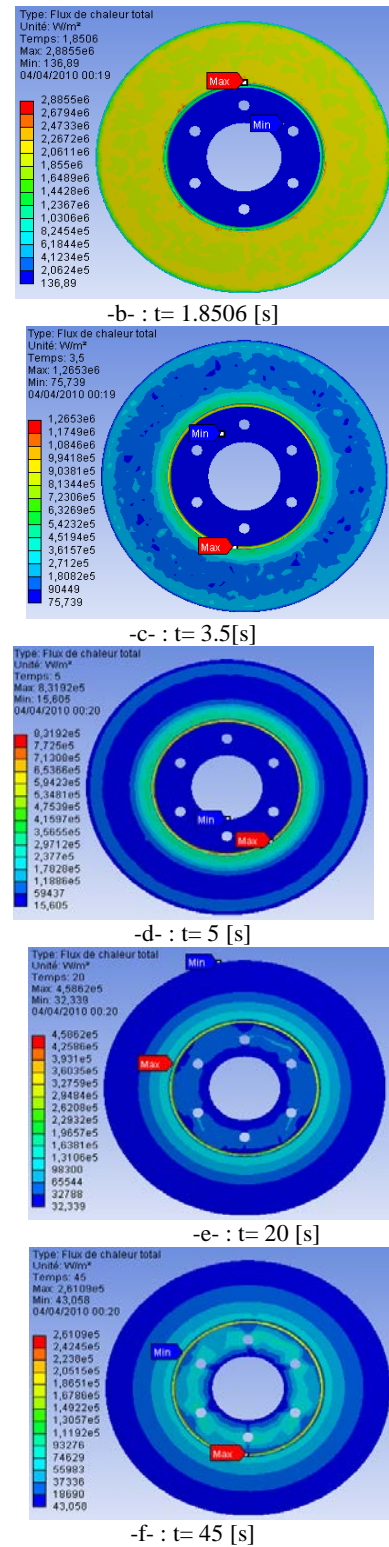 Type: Flux de chaleur total
Unité: W/m²
Temps: 1,8506
Max: 2,8855e6
Min: 136,89
04/04/2010 00:19
2,8855e6
2,6794e6
2,4733e6
2,2672e6
2,0611e6
1,855e6
1,6489e6
1,4428e6
1,2367e6
1,0306e6
8,2454e5
6,1844e5
4,1234e5
2,0624e5
136,89
Max
Min
-b- : t= 1.8506 [s]
Type: Flux de chaleur total
Unité: W/m²
Temps: 3,5
Max: 1,2653e6
Min: 75,739
04/04/2010 00:19
1,2653e6
1,1749e6
1,0846e6
9,9418e5
9,0381e5
8,1344e5
7,2306e5
6,3269e5
5,4232e5
4,5194e5
3,6157e5
2,712e5
1,8082e5
90449
75,739
Min
Max
-c- : t= 3.5[s]
Type: Flux de chaleur total
Unité: W/m²
Temps: 5
Max: 8,3192e5
Min: 15,605
04/04/2010 00:20
8,3192e5
7,725e5
7,1308e5
6,5366e5
5,9423e5
5,3481e5
4,7539e5
4,1597e5
3,5655e5
2,9712e5
2,377e5
1,7828e5
1,1886e5
59437
15,605
Min
Max
-d- : t= 5 [s]
Type: Flux de chaleur total
Unité: W/m²
Temps: 20
Max: 4,5862e5
Min: 32,339
04/04/2010 00:20
Min
4,5862e5
4,2586e5
3,931e5
3,6035e5
3,2759e5
2,9484e5
2,6208e5
2,2932e5
1,9657e5
1,6381e5
1,3106e5
98300
65544
32788
32,339
Max
-e- : t= 20 [s]
Type: Flux de chaleur total
Unité: W/m²
Temps: 45
Max: 2,6109e5
Min: 43,058
04/04/2010 00:20
2,6109e5
2,4245e5
2,238e5
2,0515e5
1,8651e5
1,6786e5
1,4922e5
1,3057e5
1,1192e5
93276
74629
55983
37336
18690
43,058
Min
Max
-f- : t= 45 [s]